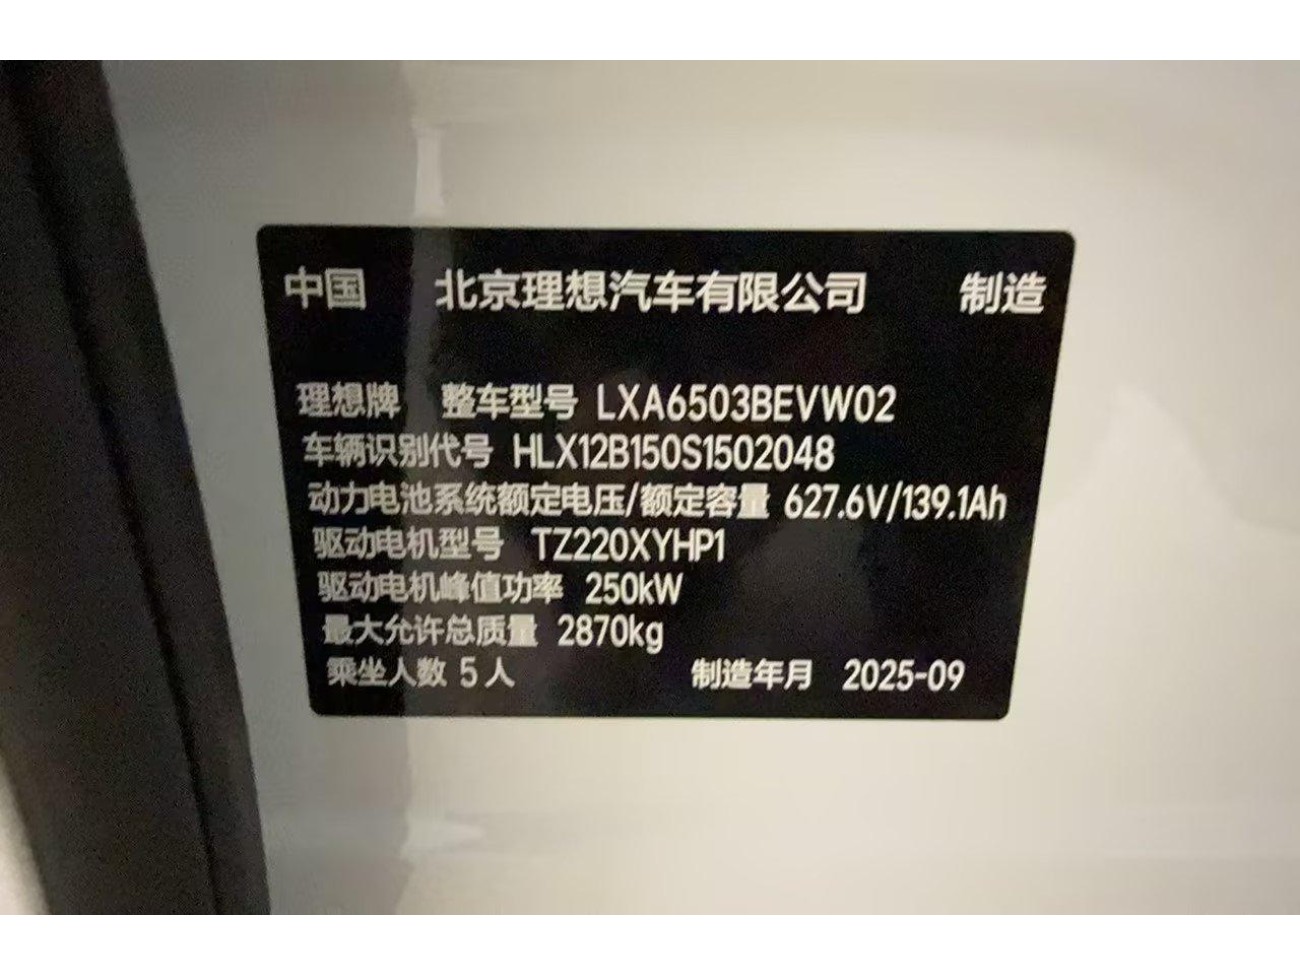 中国 北京理想汽车有限公司 制造
理想牌 整车型号 LXA6503BEVW02
车辆识别代号 HLX12B150S1502048
动力电池系统额定电压/额定容量 627.6V/139.1Ah
驱动电机型号 TZ220XYHP1
驱动电机峰值功率 250kW
最大允许总质量 2870kg
乘坐人数 5人 制造年月 2025-09